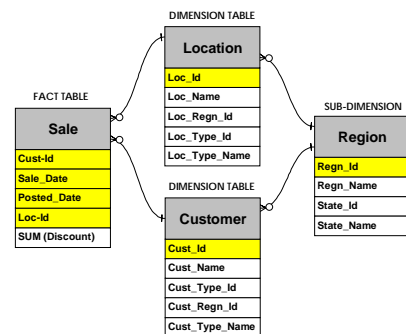 DIMENSION TABLE
Location
Loc_Id
Loc_Name
Loc_Regn_Id
Loc_Type_Id
Loc_Type_Name
FACT TABLE
Sale
Cust-Id
Sale_Date
Posted_Date
Loc-Id
SUM (Discount)
SUB-DIMENSION
Region
Regn_Id
Regn_Name
State_Id
State_Name
DIMENSION TABLE
Customer
Cust_Id
Cust_Name
Cust_Type_Id
Cust_Regn_Id
Cust_Type_Name